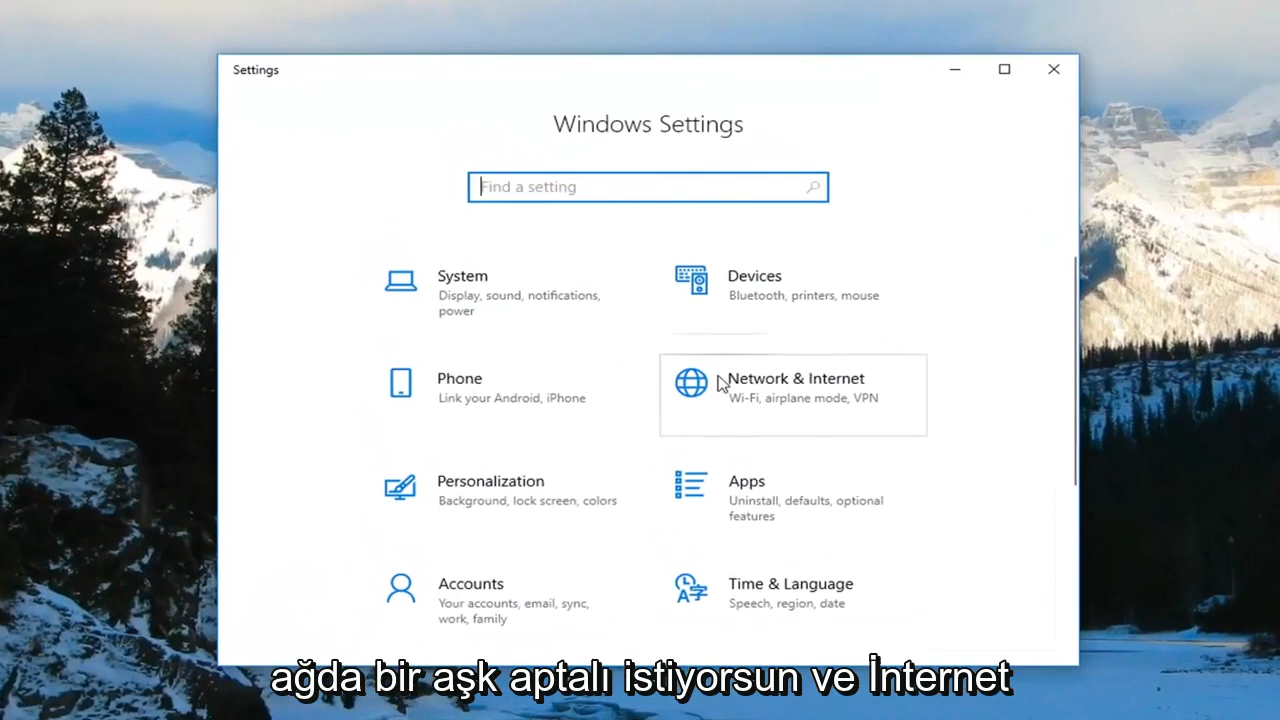 Settings
Windows Settings
Find a setting
System
Display, sound, notifications,
power
Devices
Bluetooth, printers, mouse
Phone
Link your Android, iPhone
Network & Internet
Wi-Fi, airplane mode, VPN
Personalization
Background, lock screen, colors
Apps
Uninstall, defaults, optional
features
Accounts
Your accounts, email, sync,
work, family
Time & Language
Speech, region, date
ağda bir aşk aptalı istiyorsun ve İnternet